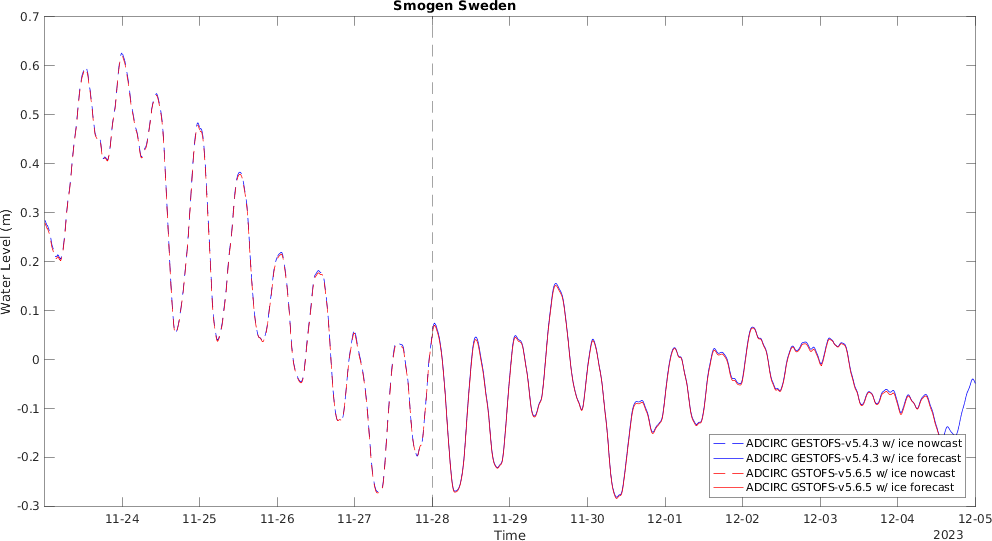 Smogen Sweden
Water Level (m)
0.7
0.6
0.5
0.4
0.3
0.2
0.1
0
-0.1
-0.2
-0.3
ADCIRC GESTOFS-v5.4.3 w/ ice nowcast
ADCIRC GESTOFS-v5.4.3 w/ ice forecast
ADCIRC GSTOFS-v5.6.5 w/ ice nowcast
ADCIRC GSTOFS-v5.6.5 w/ ice forecast
11-24 11-25 11-26 11-27 11-28 11-29 11-30 12-01 12-02 12-03 12-04 12-05
Time
2023